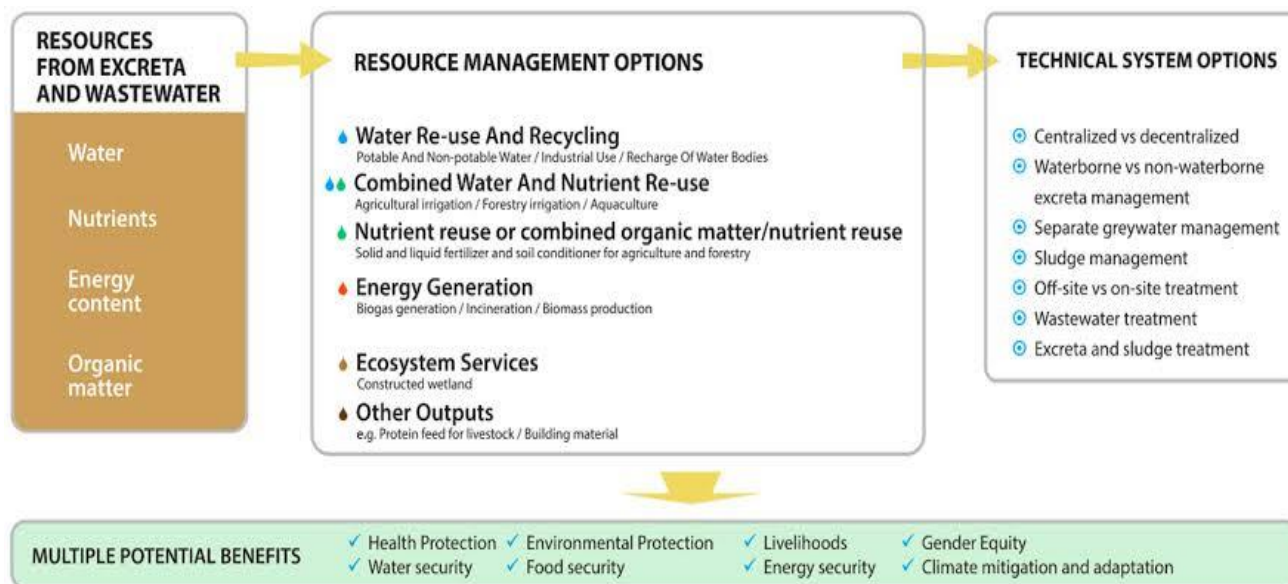 RESOURCES
FROM EXCRETA
AND WASTEWATER
Water
Nutrients
Energy
content
Organic
matter
RESOURCE MANAGEMENT OPTIONS
Water Re-use And Recycling
Potable And Non-potable Water / Industrial Use / Recharge Of Water Bodies
Combined Water And Nutrient Re-use
Agricultural irrigation / Forestry irrigation / Aquaculture
Nutrient reuse or combined organic matter/nutrient reuse
Solid and liquid fertilizer and soil conditioner for agriculture and forestry
Energy Generation
Biogas generation / Incineration / Biomass production
Ecosystem Services
Constructed wetland
Other Outputs
e.g. Protein feed for livestock / Building material
TECHNICAL SYSTEM OPTIONS
Centralized vs decentralized
Waterborne vs non-waterborne
excreta management
Separate greywater management
Sludge management
Off-site vs on-site treatment
Wastewater treatment
Excreta and sludge treatment
MULTIPLE POTENTIAL BENEFITS
Health Protection
Environmental Protection
Livelihoods
Gender Equity
Water security
Food security
Energy security
Climate mitigation and adaptation